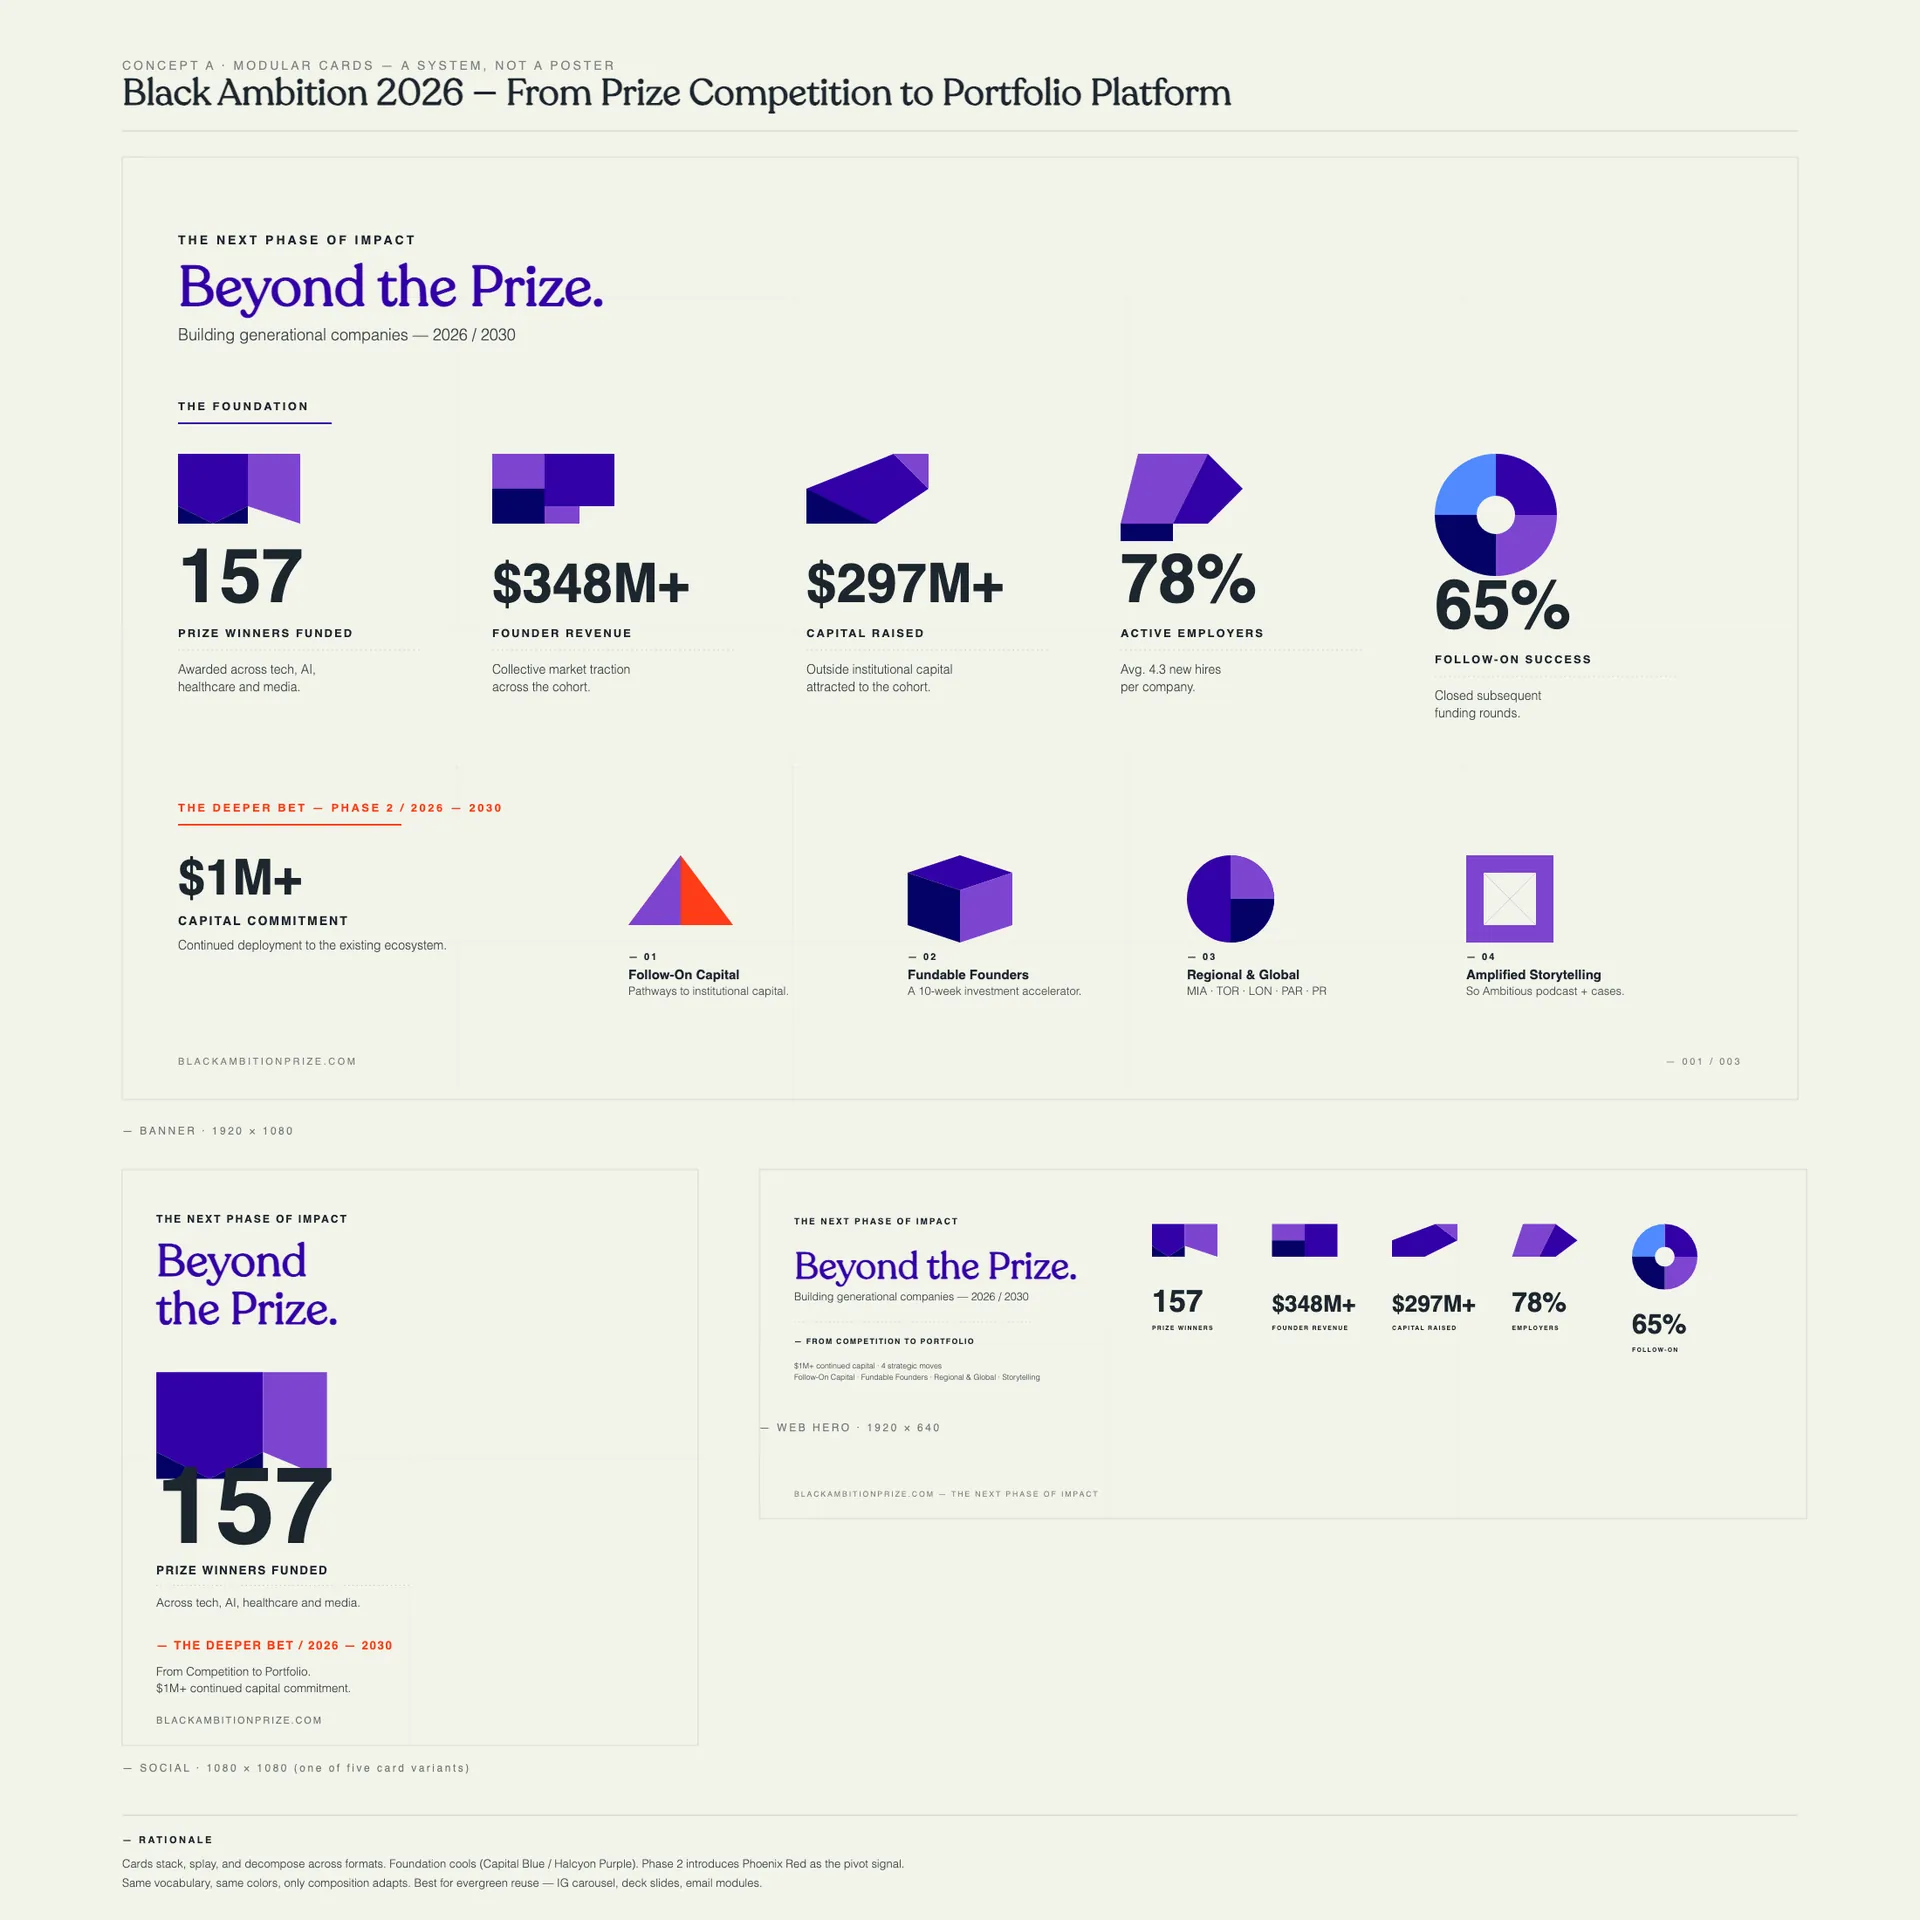 CONCEPT A · MODULAR CARDS — A SYSTEM, NOT A POSTER
Black Ambition 2026 — From Prize Competition to Portfolio Platform
THE NEXT PHASE OF IMPACT
Beyond the Prize.
Building generational companies — 2026 / 2030
THE FOUNDATION
157
PRIZE WINNERS FUNDED
Awarded across tech, AI,
healthcare and media.
$348M+
FOUNDER REVENUE
Collective market traction
across the cohort.
$297M+
CAPITAL RAISED
Outside institutional capital
attracted to the cohort.
78%
ACTIVE EMPLOYERS
Avg. 4.3 new hires
per company.
65%
FOLLOW-ON SUCCESS
Closed subsequent
funding rounds.
THE DEEPER BET — PHASE 2 / 2026 — 2030
$1M+
CAPITAL COMMITMENT
Continued deployment to the existing ecosystem.
— 01
Follow-On Capital
Pathways to institutional capital.
— 02
Fundable Founders
A 10-week investment accelerator.
— 03
Regional & Global
MIA · TOR · LON · PAR · PR
— 04
Amplified Storytelling
So Ambitious podcast + cases.
BLACKAMBITIONPRIZE.COM
— 001 / 003
— BANNER · 1920 × 1080
THE NEXT PHASE OF IMPACT
Beyond
the Prize.
157
PRIZE WINNERS FUNDED
Across tech, AI, healthcare and media.
— THE DEEPER BET / 2026 — 2030
From Competition to Portfolio.
$1M+ continued capital commitment.
BLACKAMBITIONPRIZE.COM
— SOCIAL · 1080 × 1080 (one of five card variants)
THE NEXT PHASE OF IMPACT
Beyond the Prize.
Building generational companies — 2026 / 2030
— FROM COMPETITION TO PORTFOLIO
$1M+ continued capital · 4 strategic moves
Follow-On Capital · Fundable Founders · Regional & Global · Storytelling
157
PRIZE WINNERS
$348M+
FOUNDER REVENUE
$297M+
CAPITAL RAISED
78%
EMPLOYERS
65%
FOLLOW-ON
— WEB HERO · 1920 × 640
BLACKAMBITIONPRIZE.COM — THE NEXT PHASE OF IMPACT
— RATIONALE
Cards stack, splay, and decompose across formats. Foundation cools (Capital Blue / Halcyon Purple). Phase 2 introduces Phoenix Red as the pivot signal.
Same vocabulary, same colors, only composition adapts. Best for evergreen reuse — IG carousel, deck slides, email modules.